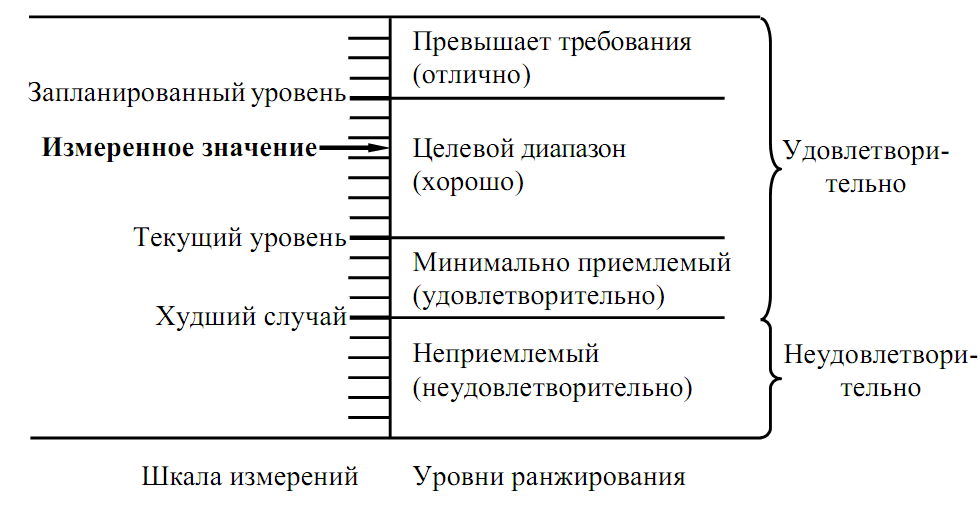 Превышает требования
(отлично)
Запланированный уровень
Измеренное значение
Целевой диапазон
(хорошо)
Удовлетвори-
тельно
Текущий уровень
Минимально приемлемый
(удовлетворительно)
Худший случай
Неприемлемый
(неудовлетворительно)
Неудовлетвори-
тельно
Шкала измерений
Уровни ранжирования